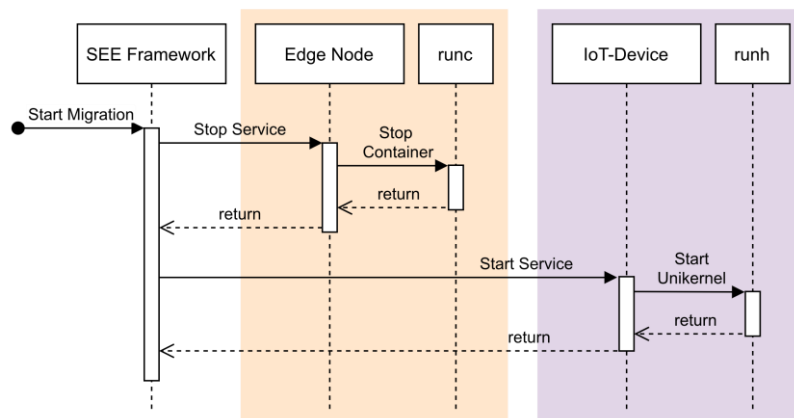 SEE Framework
Edge Node
runc
IoT-Device
runh
Start Migration
Stop Service
Stop
Container
return
return
Start Service
Start
Unikernel
return
return